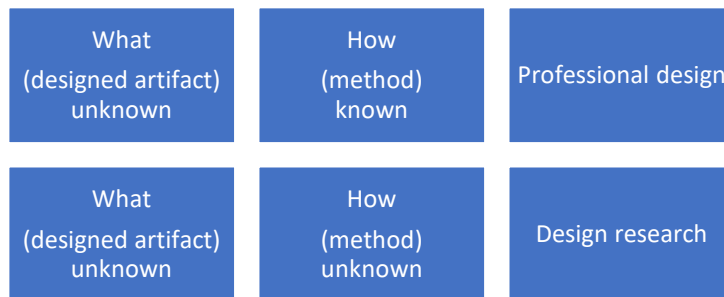 What
(designed artifact)
unknown
How
(method)
known
Professional design
What
(designed artifact)
unknown
How
(method)
unknown
Design research